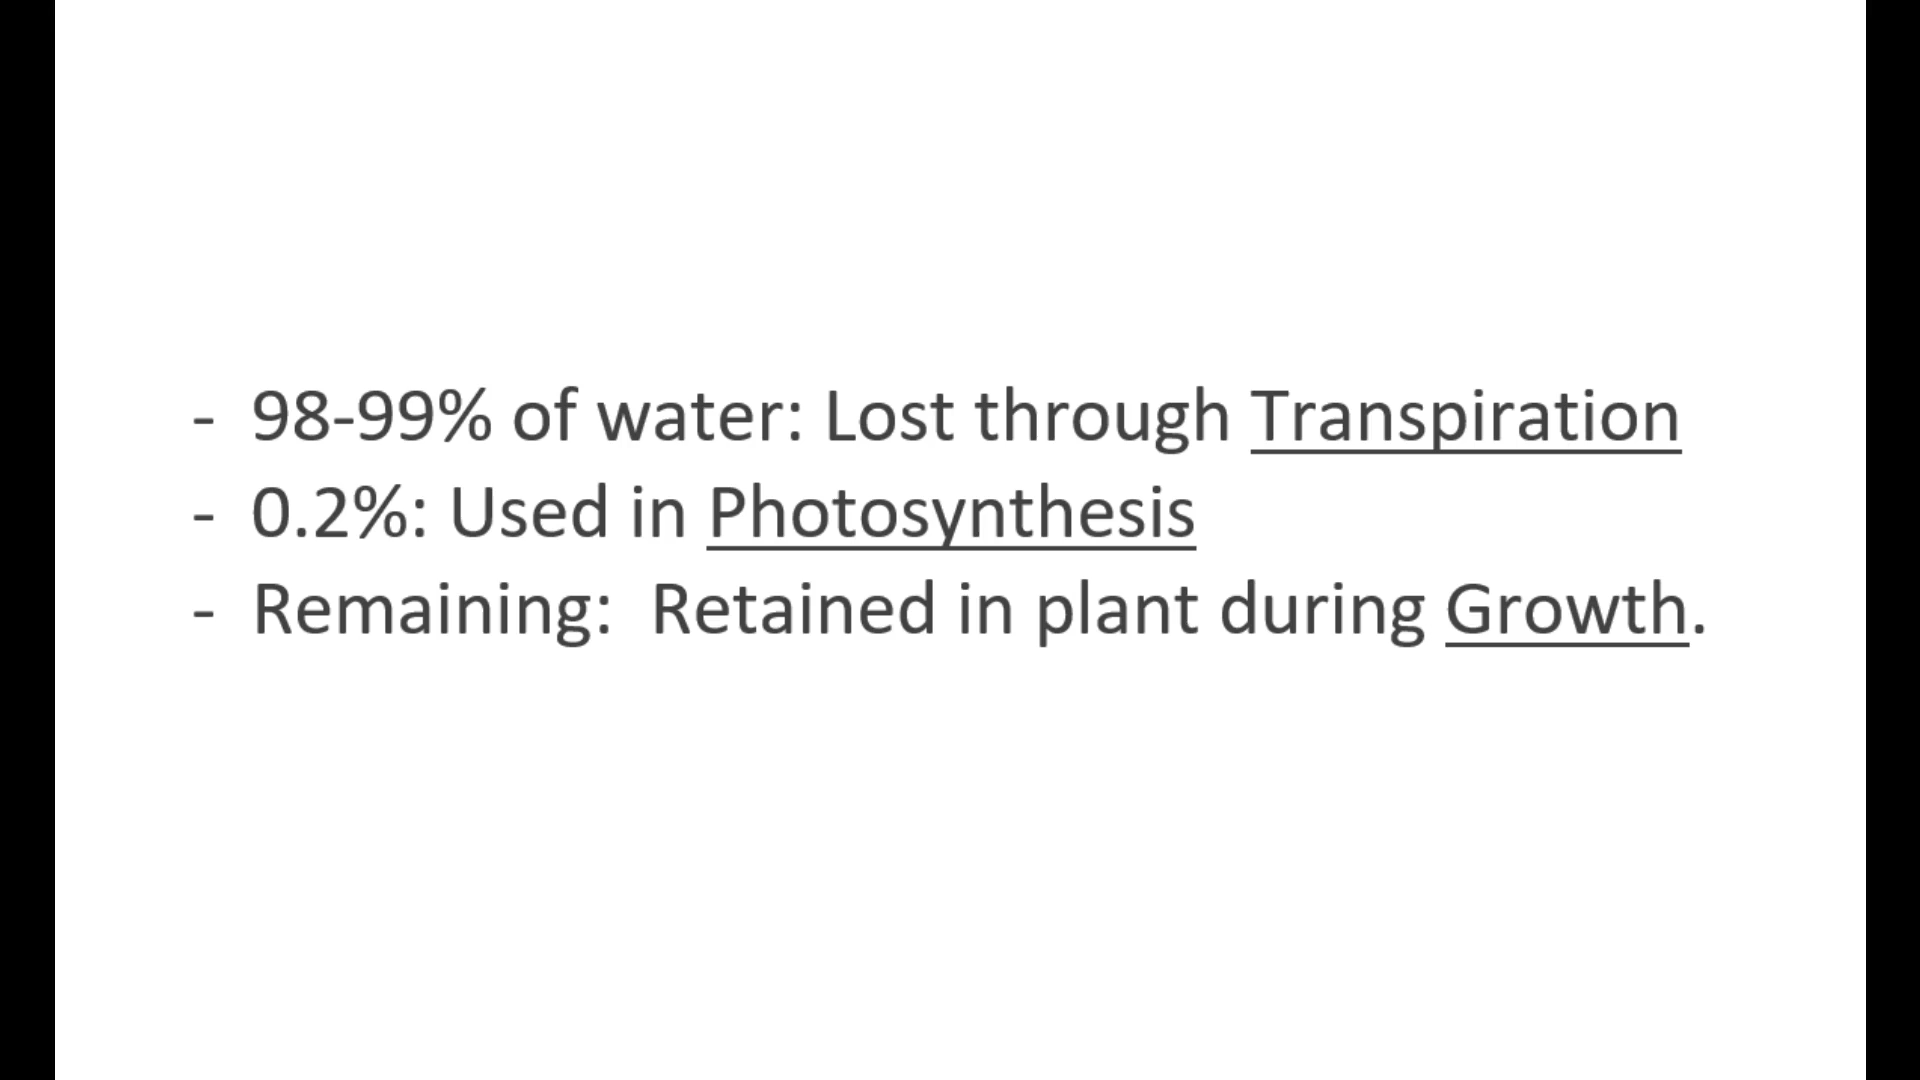 - 98-99% of water: Lost through Transpiration
- 0.2%: Used in Photosynthesis
- Remaining:  Retained in plant during Growth.